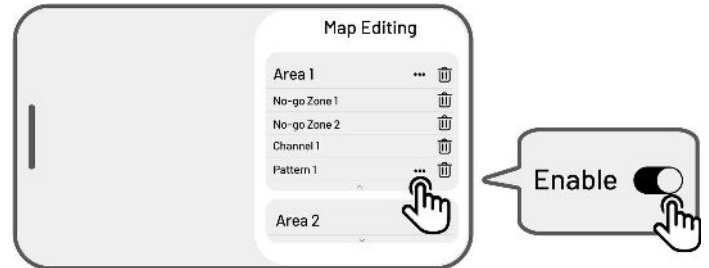 Map Editing
Area 1
No-go Zone 1
No-go Zone 2
Channel 1
Pattern 1
Area 2
Enable